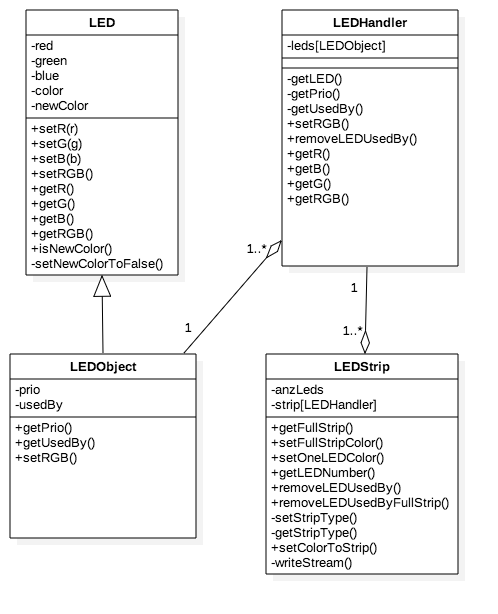 LED
-red
-green
-blue
-color
-newColor
+setR(r)
+setG(g)
+setB(b)
+setRGB()
+getR()
+getG()
+getB()
+getRGB()
+isNewColor()
-setNewColorToFalse()
LEDHandler
-leds[LEDObject]
-getLED()
-getPrio()
-getUsedBy()
+setRGB()
+removeLEDUsedBy()
+getR()
+getB()
+getG()
+getRGB()
1..*
1
1
1..*
LEDObject
-prio
-usedBy
+getPrio()
+getUsedBy()
+setRGB()
LEDStrip
-anzLeds
-strip[LEDHandler]
+getFullStrip()
+setFullStripColor()
+setOneLEDColor()
+getLEDNumber()
+removeLEDUsedBy()
+removeLEDUsedByFullStrip()
-setStripType()
-getStripType()
+setColorToStrip()
-writeStream()